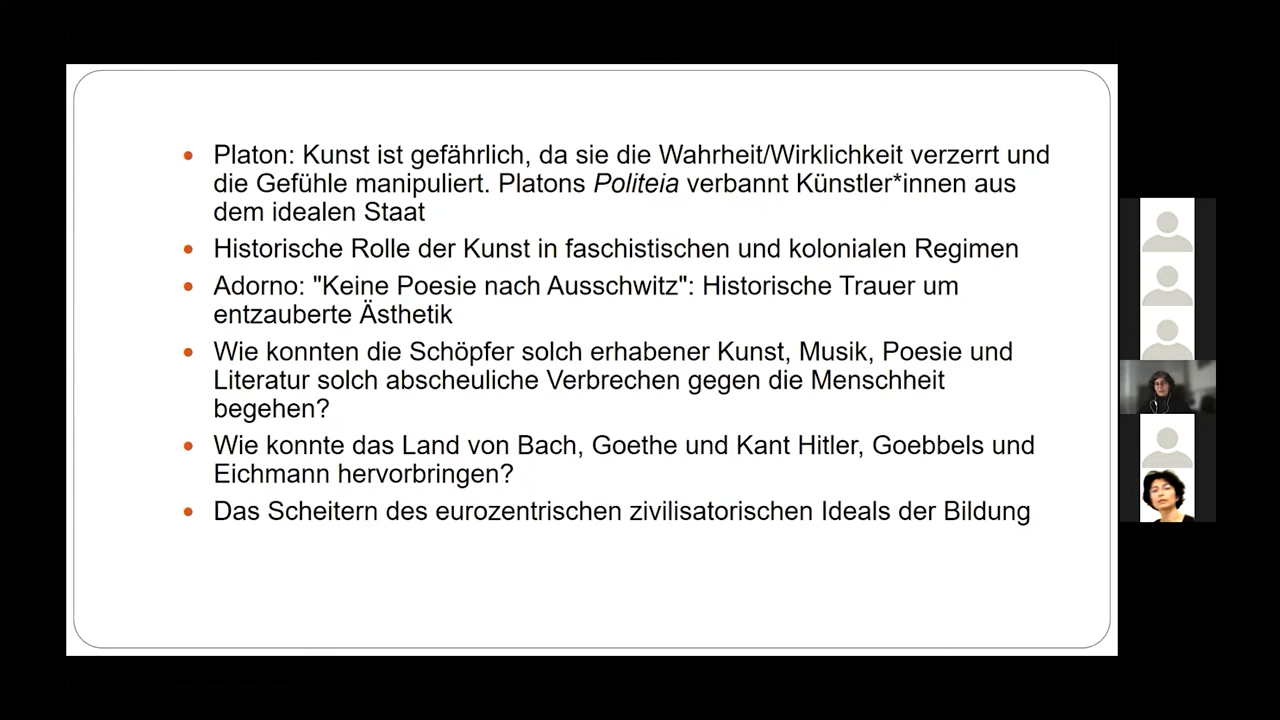 • Platon: Kunst ist gefährlich, da sie die Wahrheit/Wirklichkeit verzerrt und
die Gefühle manipuliert. Platons Politeia verbannt Künstler*innen aus
dem idealen Staat
• Historische Rolle der Kunst in faschistischen und kolonialen Regimen
• Adorno: "Keine Poesie nach Ausschwitz": Historische Trauer um
entzauberte Ästhetik
• Wie konnten die Schöpfer solch erhabener Kunst, Musik, Poesie und
Literatur solch abscheuliche Verbrechen gegen die Menschheit
begehen?
• Wie konnte das Land von Bach, Goethe und Kant Hitler, Goebbels und
Eichmann hervorbringen?
• Das Scheitern des eurozentrischen zivilisatorischen Ideals der Bildung